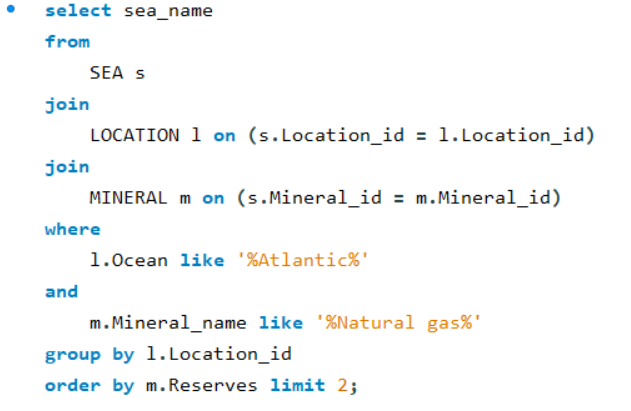 select sea_name
from
SEA s
join
LOCATION l on (s.Location_id = l.Location_id)
join
MINERAL m on (s.Mineral_id = m.Mineral_id)
where
l.Ocean like '%Atlantic%'
and
m.Mineral_name like '%Natural gas%'
group by l.Location_id
order by m.Reserves limit 2;